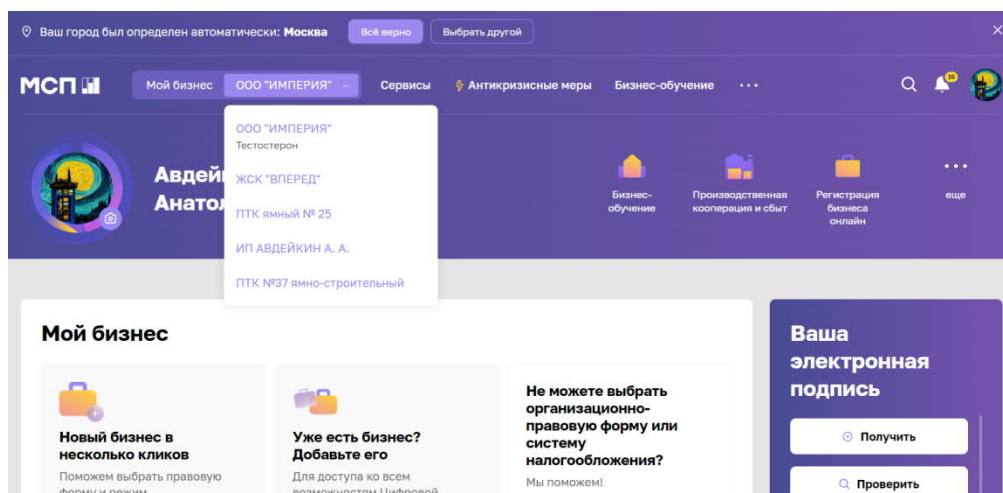 Ваш город был определен автоматически: Москва Всё верно Выбрать другой
МСП Мой бизнес ООО "ИМПЕРИЯ" Сервисы Антикризисные меры Бизнес-обучение ...
ООО "ИМПЕРИЯ"
Тестостерон
ЖСК "ВПЕРЕД"
ПТК ямный № 25
ИП АВДЕЙКИН А. А.
ПТК №37 ямно-строительный
Бизнес-
обучение
Производственная
кооперация и сбыт
Регистрация
бизнеса
онлайн
еще
Мой бизнес
Новый бизнес в
несколько кликов
Поможем выбрать правовую
форму и режим
Уже есть бизнес?
Добавьте его
Для доступа ко всем
возможностям Цифровой
Не можете выбрать
организационно-
правовую форму или
систему
налогообложения?
Мы поможем!
Ваша
электронная
подпись
Получить
Проверить